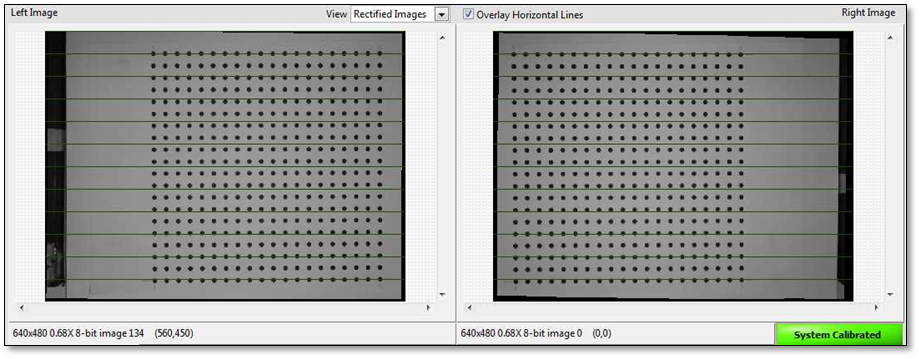 Left Image View Rectified Images Overlay Horizontal Lines Right Image
640x480 0.68X 8-bit image 134 (560,450) 640x480 0.68X 8-bit image 0 (0,0) System Calibrated